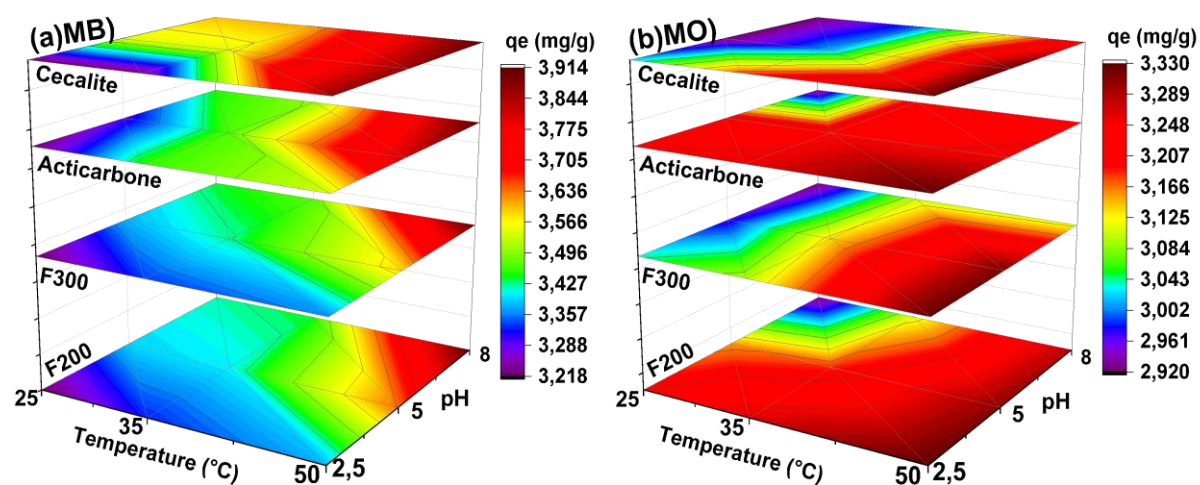 (a)MB)
Cecalite
Acticarbone
F300
F200
25
35
50
Temperature (°C)
2,5
5
8
pH
qe (mg/g)
3,914
3,844
3,775
3,705
3,636
3,566
3,496
3,427
3,357
3,288
3,218
(b)MO)
Cecalite
Acticarbone
F300
F200
25
35
50
Temperature (°C)
2,5
5
8
pH
qe (mg/g)
3,330
3,289
3,248
3,207
3,166
3,125
3,084
3,043
3,002
2,961
2,920